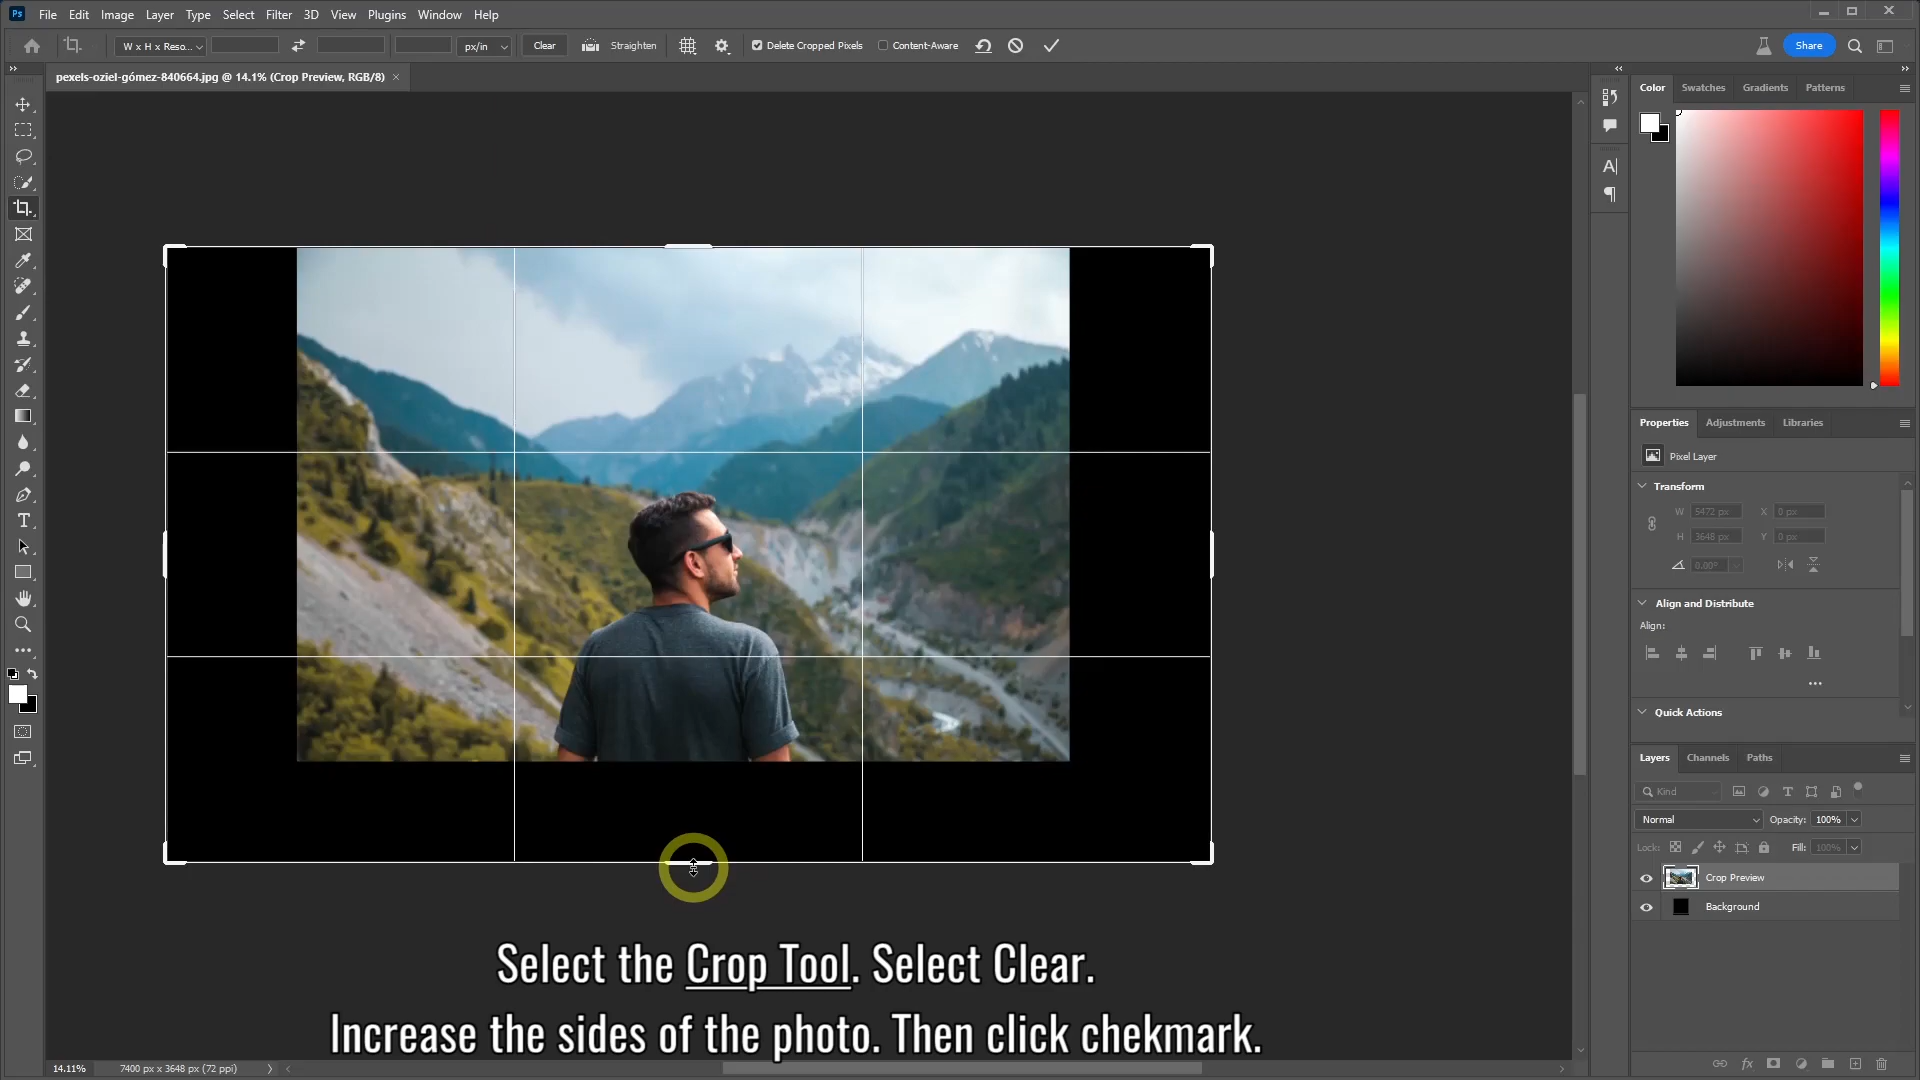 Ps File Edit Image Layer Type Select Filter 3D View Plugins Window Help
W x H x Reso... px/in Clear Straighten Delete Cropped Pixels Content-Aware Share
pexels-oziel-gómez-840664.jpg @ 14.1% (Crop Preview, RGB/8) ×
Color Swatches Gradients Patterns
Properties Adjustments Libraries
Pixel Layer
Transform
W 5472 px X 0 px
H 3648 px Y 0 px
0.00°
Align and Distribute
Align:
Quick Actions
Layers Channels Paths
Kind
Normal Opacity: 100%
Lock: Fill: 100%
Crop Preview
Background
Select the Crop Tool. Select Clear.
Increase the sides of the photo. Then click chekmark.
14.11% 7400 px x 3648 px (72 ppi)